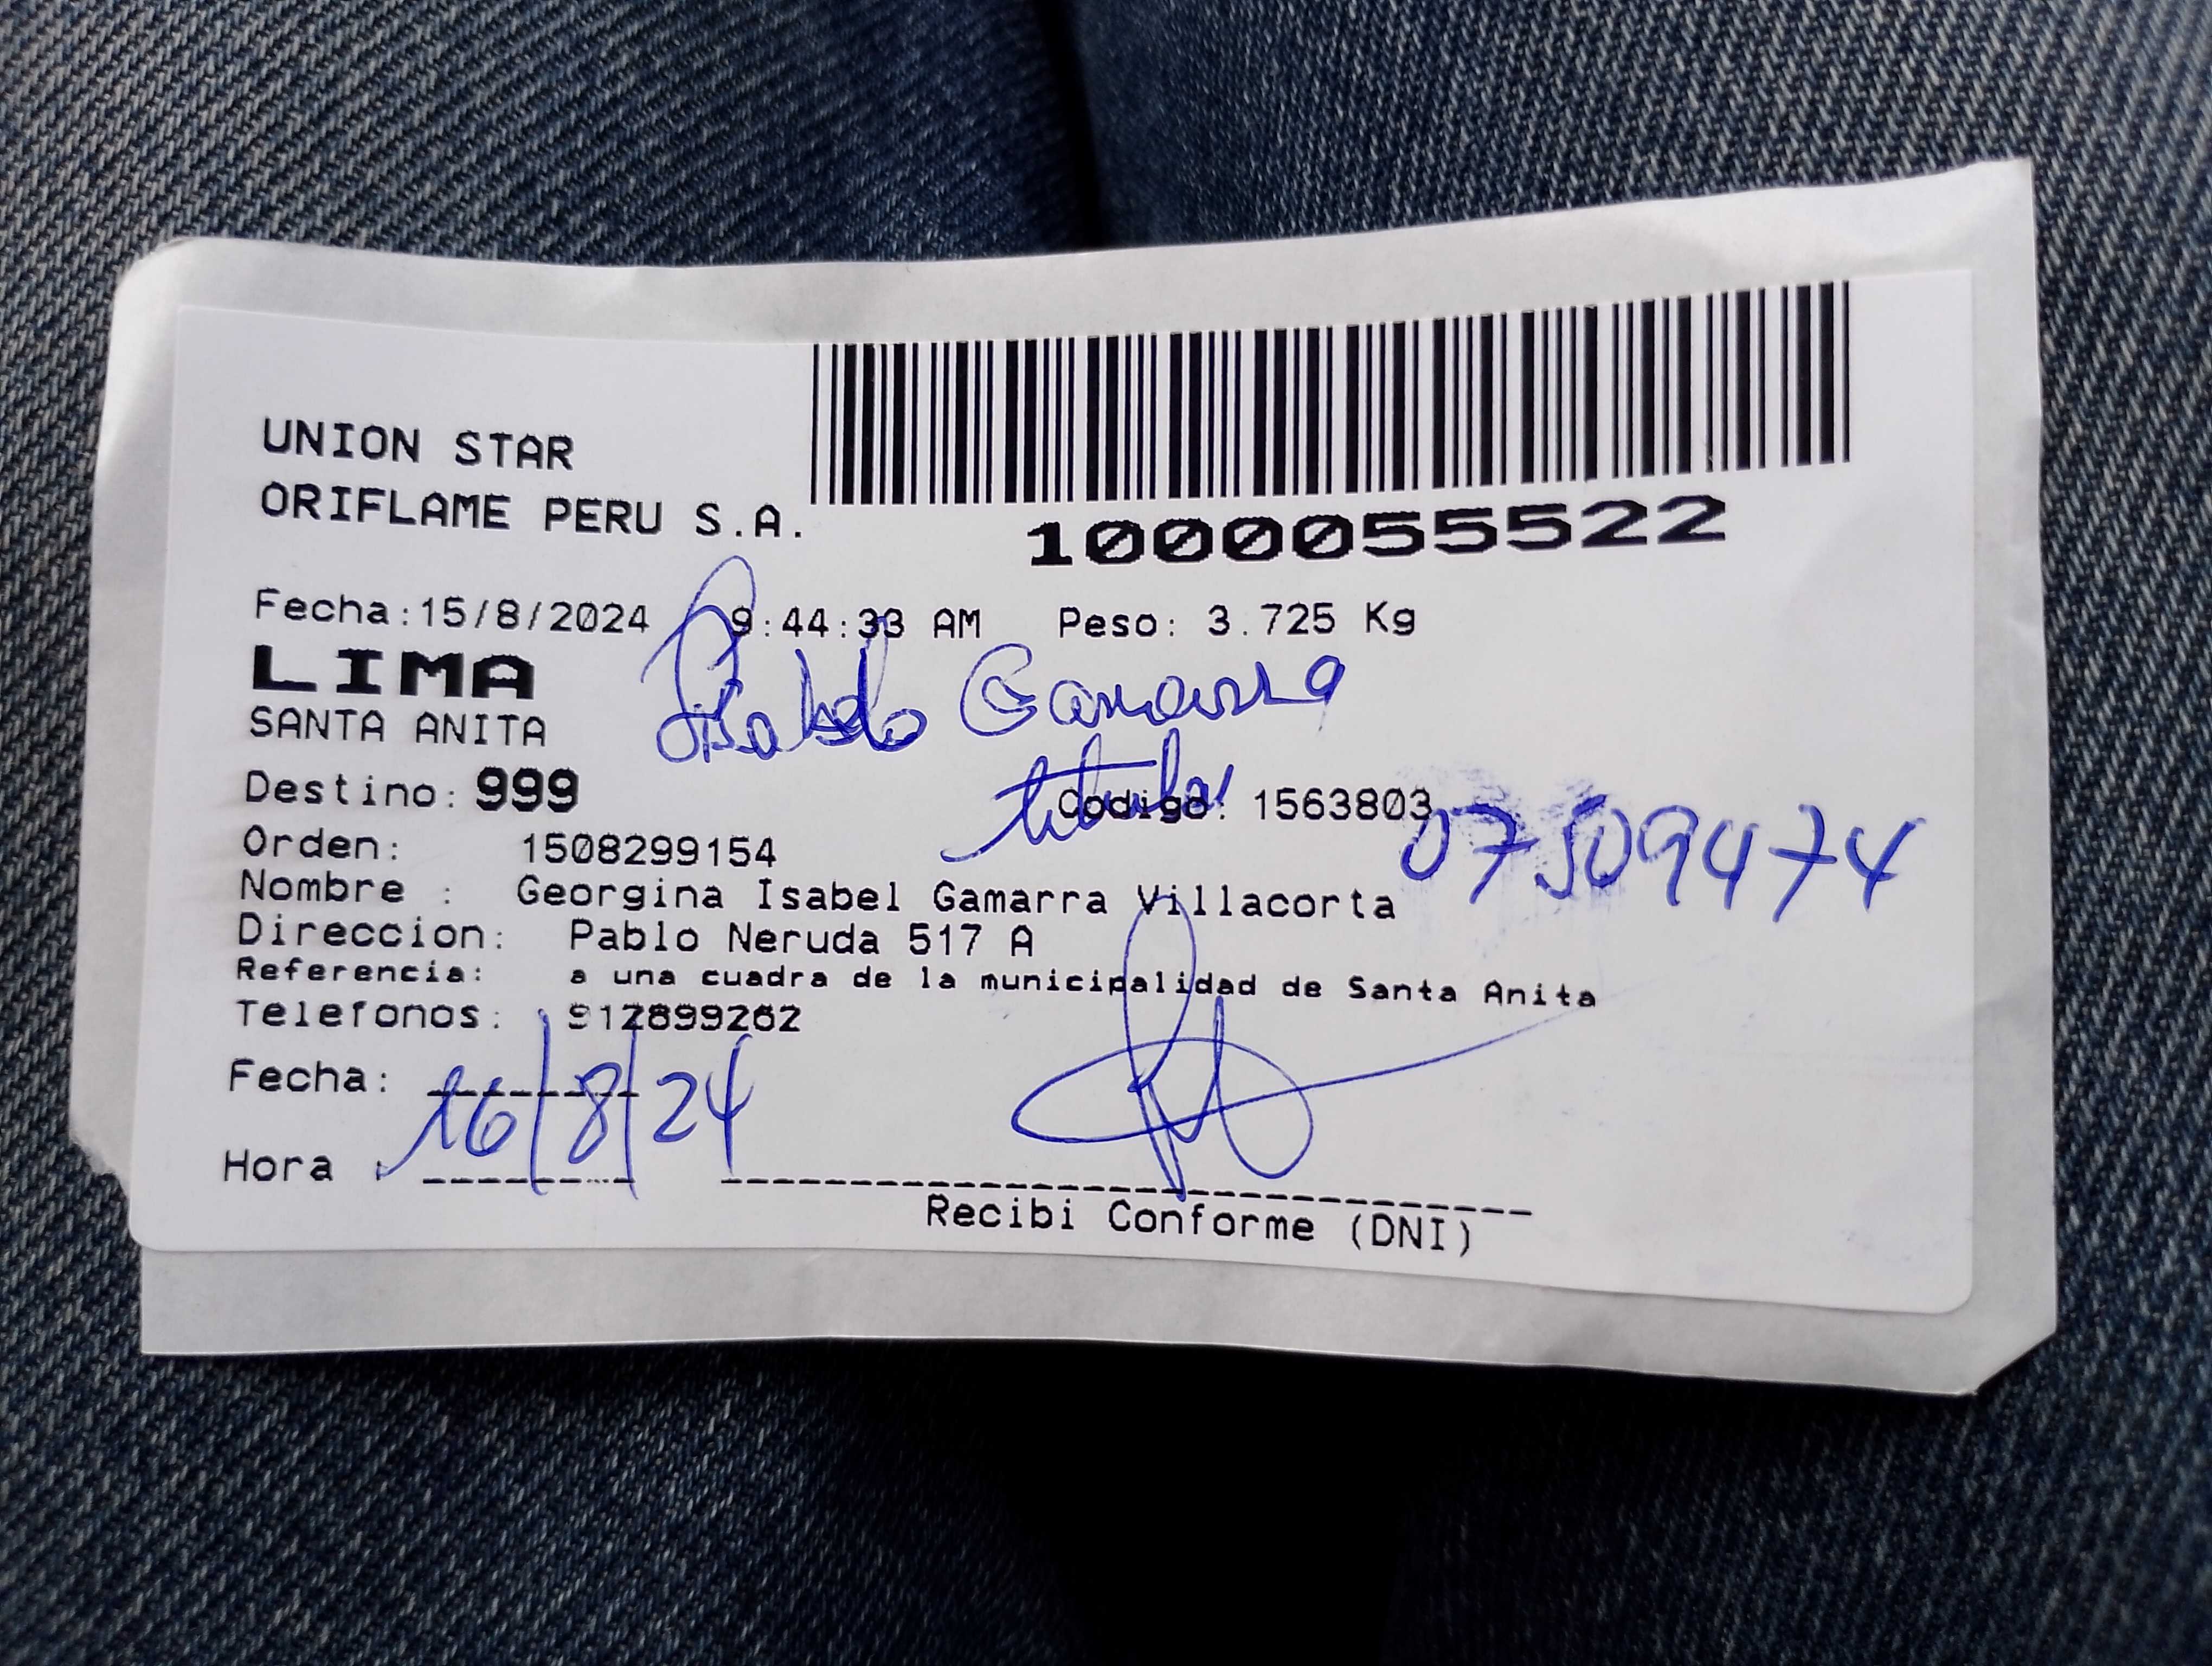 UNION STAR
ORIFLAME PERU S.A.
1000055522
Fecha:15/8/2024 9:44:33 AM Peso: 3.725 Kg
LIMA
SANTA ANITA
Gamarra
titular
Destino: 999 Codigo: 1563803
07509474
Orden: 1508299154
Nombre : Georgina Isabel Gamarra Villacorta
Direccion: Pablo Neruda 517 A
Referencia: a una cuadra de la municipalidad de Santa Anita
Telefonos: 912899262
Fecha: 16/8/24
Hora :
Recibi Conforme (DNI)